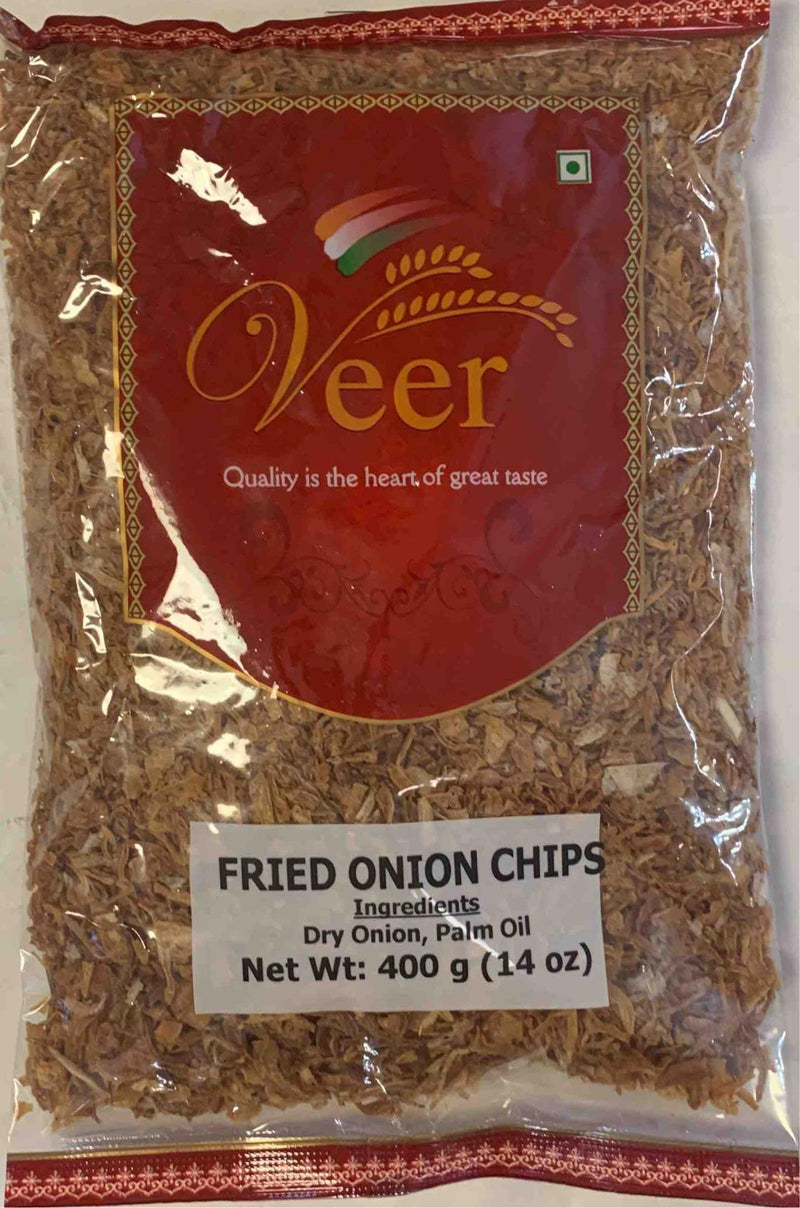 Veer
Quality is the heart of great taste
FRIED ONION CHIPS
Ingredients
Dry Onion, Palm Oil
Net Wt: 400 g (14 oz)